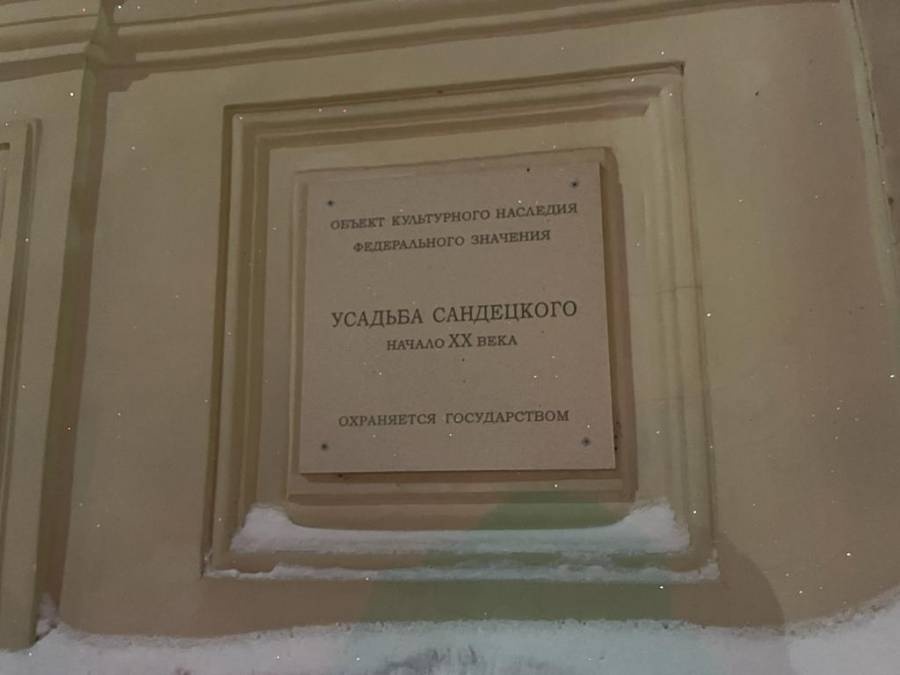 ОБЪЕКТ КУЛЬТУРНОГО НАСЛЕДИЯ
ФЕДЕРАЛЬНОГО ЗНАЧЕНИЯ
УСАДЬБА САНДЕЦКОГО
НАЧАЛО XX ВЕКА
ОХРАНЯЕТСЯ ГОСУДАРСТВОМ